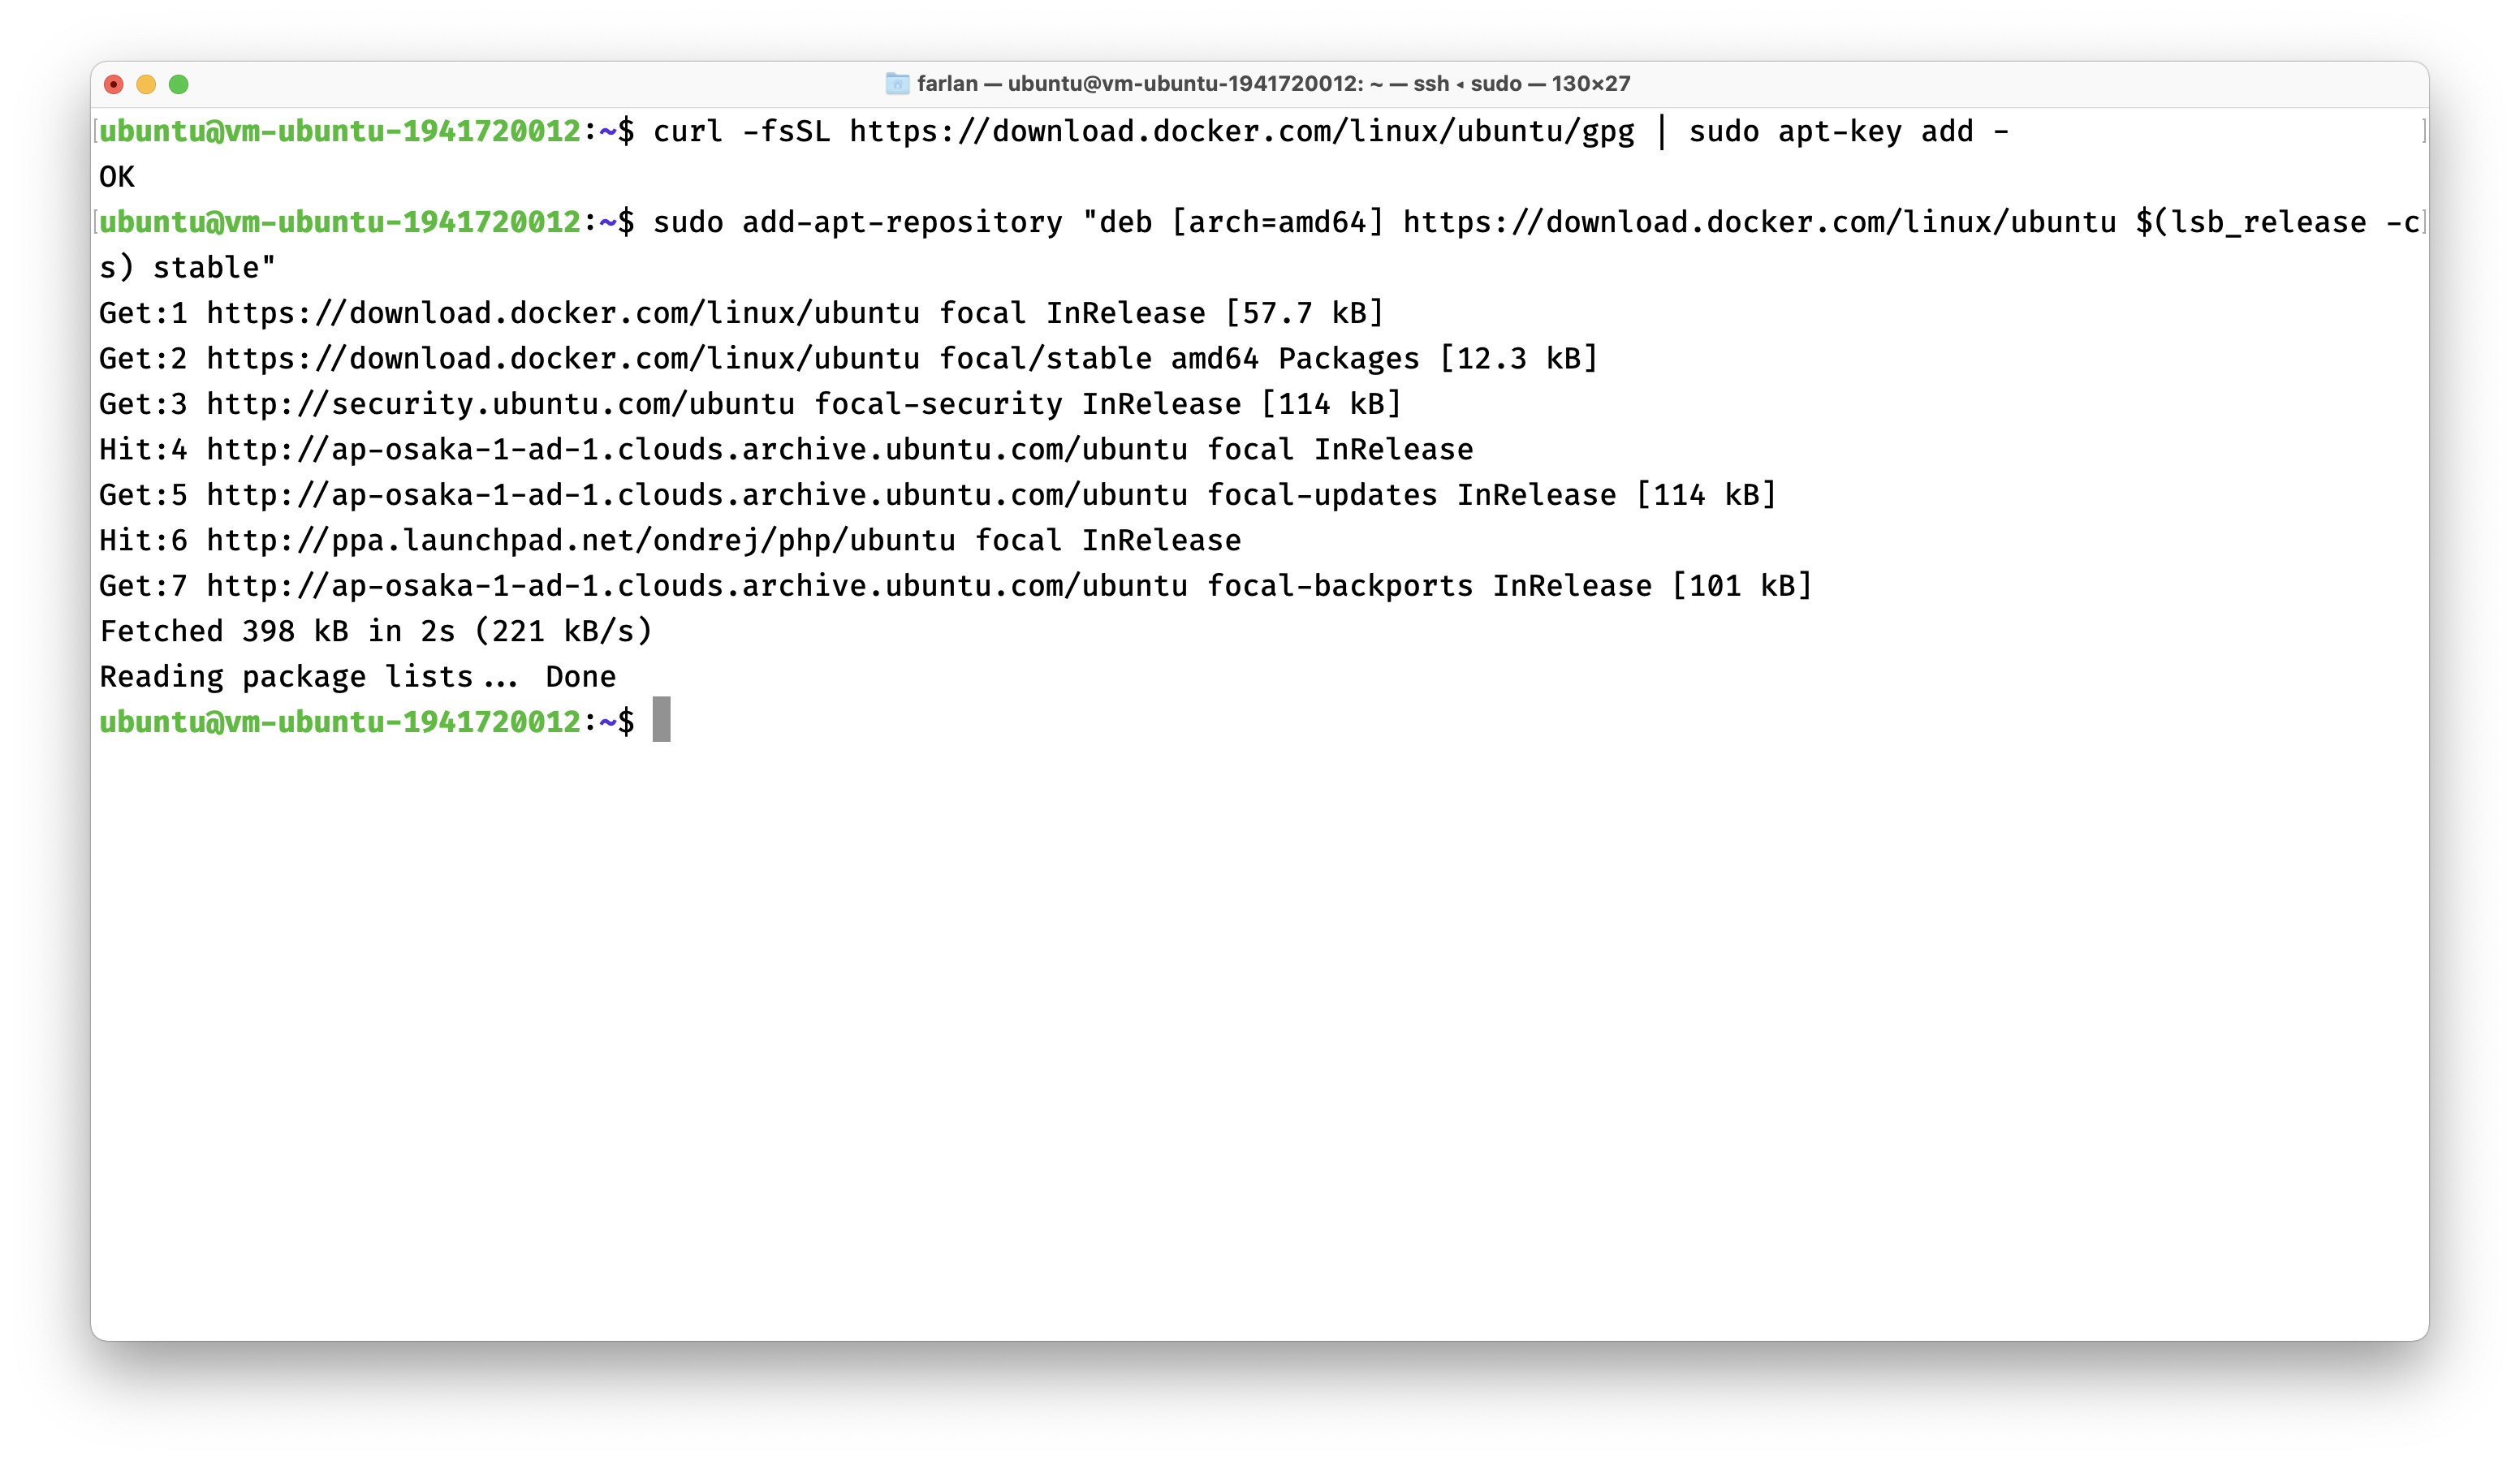 farlan — ubuntu@vm-ubuntu-1941720012: ~ — ssh ◂ sudo — 130×27
[ubuntu@vm-ubuntu-1941720012:~$ curl -fsSL https://download.docker.com/linux/ubuntu/gpg | sudo apt-key add - ]
OK
[ubuntu@vm-ubuntu-1941720012:~$ sudo add-apt-repository "deb [arch=amd64] https://download.docker.com/linux/ubuntu $(lsb_release -c]
s) stable"
Get:1 https://download.docker.com/linux/ubuntu focal InRelease [57.7 kB]
Get:2 https://download.docker.com/linux/ubuntu focal/stable amd64 Packages [12.3 kB]
Get:3 http://security.ubuntu.com/ubuntu focal-security InRelease [114 kB]
Hit:4 http://ap-osaka-1-ad-1.clouds.archive.ubuntu.com/ubuntu focal InRelease
Get:5 http://ap-osaka-1-ad-1.clouds.archive.ubuntu.com/ubuntu focal-updates InRelease [114 kB]
Hit:6 http://ppa.launchpad.net/ondrej/php/ubuntu focal InRelease
Get:7 http://ap-osaka-1-ad-1.clouds.archive.ubuntu.com/ubuntu focal-backports InRelease [101 kB]
Fetched 398 kB in 2s (221 kB/s)
Reading package lists... Done
ubuntu@vm-ubuntu-1941720012:~$